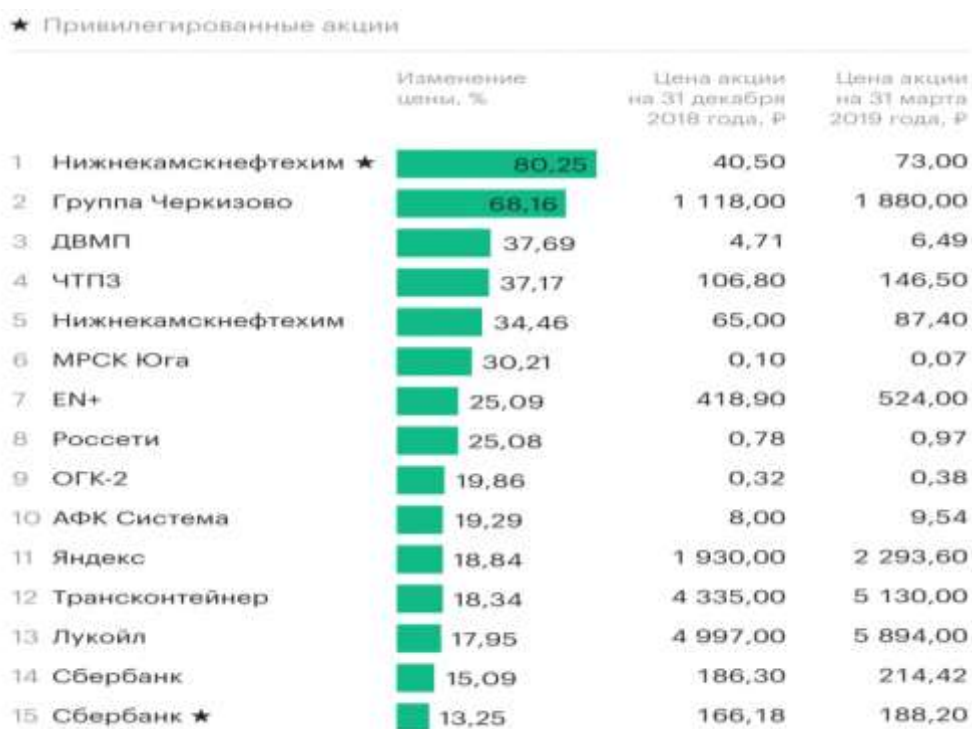 ★ Привилегированные акции
Изменение цены, % Цена акции на 31 декабря 2018 года, ₽ Цена акции на 31 марта 2019 года, ₽
1 Нижнекамскнефтехим ★ 80,25 40,50 73,00
2 Группа Черкизово 68,16 1 118,00 1 880,00
3 ДВМП 37,69 4,71 6,49
4 ЧТПЗ 37,17 106,80 146,50
5 Нижнекамскнефтехим 34,46 65,00 87,40
6 МРСК Юга 30,21 0,10 0,07
7 EN+ 25,09 418,90 524,00
8 Россети 25,08 0,78 0,97
9 ОГК-2 19,86 0,32 0,38
10 АФК Система 19,29 8,00 9,54
11 Яндекс 18,84 1 930,00 2 293,60
12 Трансконтейнер 18,34 4 335,00 5 130,00
13 Лукойл 17,95 4 997,00 5 894,00
14 Сбербанк 15,09 186,30 214,42
15 Сбербанк ★ 13,25 166,18 188,20